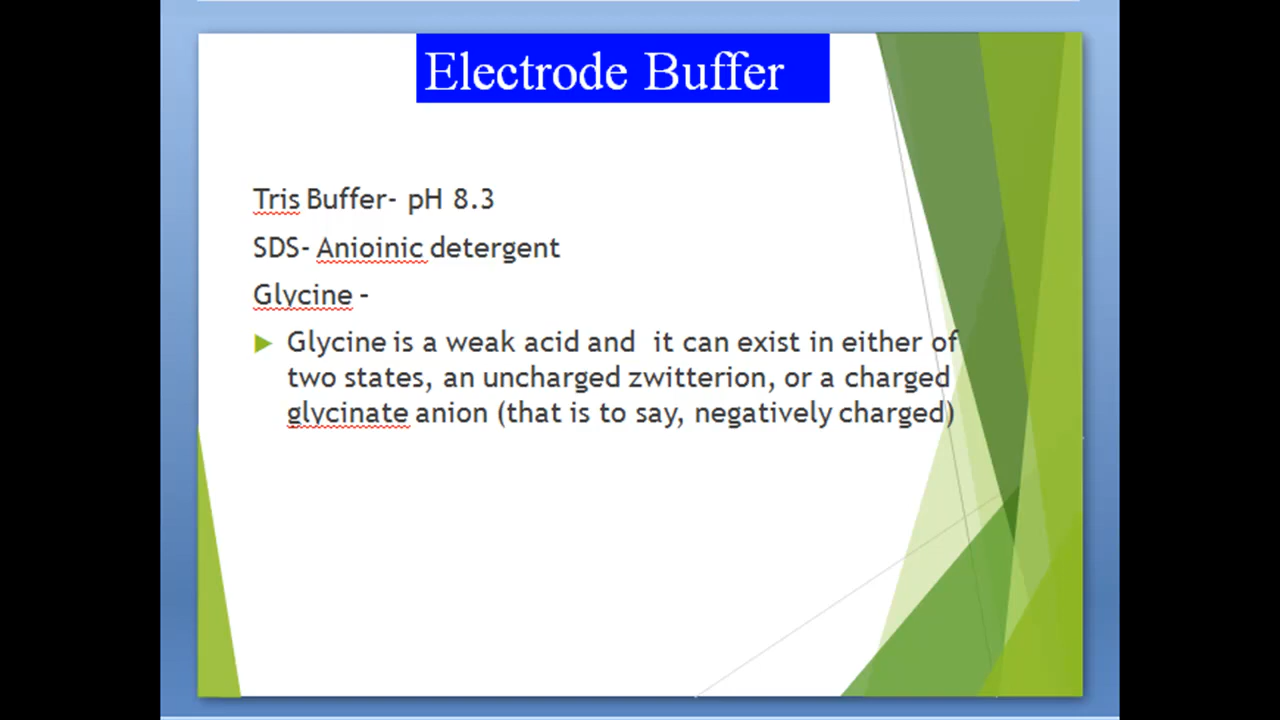 Electrode Buffer
Tris Buffer- pH 8.3
SDS- Anioinic detergent
Glycine -
Glycine is a weak acid and  it can exist in either of
two states, an uncharged zwitterion, or a charged
glycinate anion (that is to say, negatively charged)